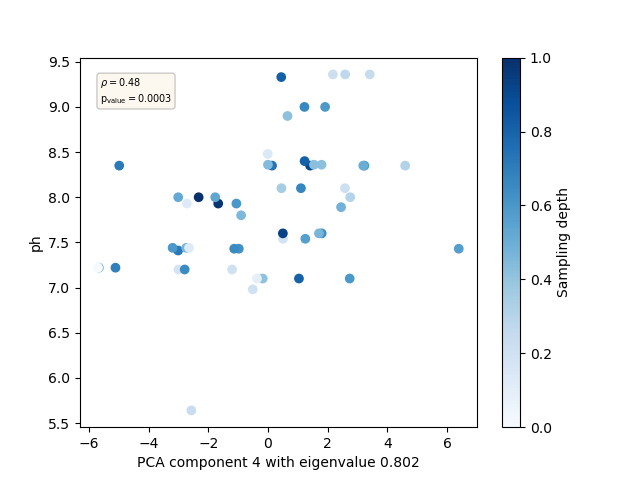 ρ = 0.48
pvalue = 0.0003
9.5
9.0
8.5
8.0
7.5
7.0
6.5
6.0
5.5
ph
−6 −4 −2 0 2 4 6
PCA component 4 with eigenvalue 0.802
1.0
0.8
0.6
0.4
0.2
0.0
Sampling depth